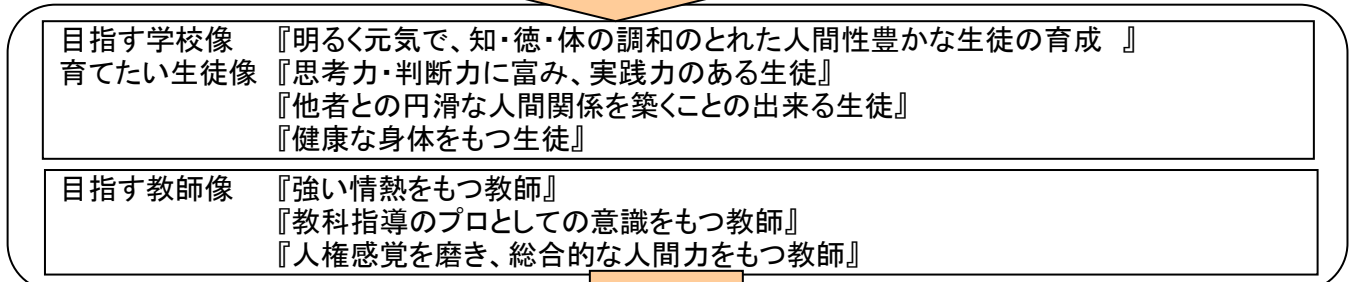 目指す学校像　『明るく元気で、知・徳・体の調和のとれた人間性豊かな生徒の育成　』
育てたい生徒像『思考力・判断力に富み、実践力のある生徒』
『他者との円滑な人間関係を築くことの出来る生徒』
『健康な身体をもつ生徒』
目指す教師像　『強い情熱をもつ教師』
『教科指導のプロとしての意識をもつ教師』
『人権感覚を磨き、総合的な人間力をもつ教師』